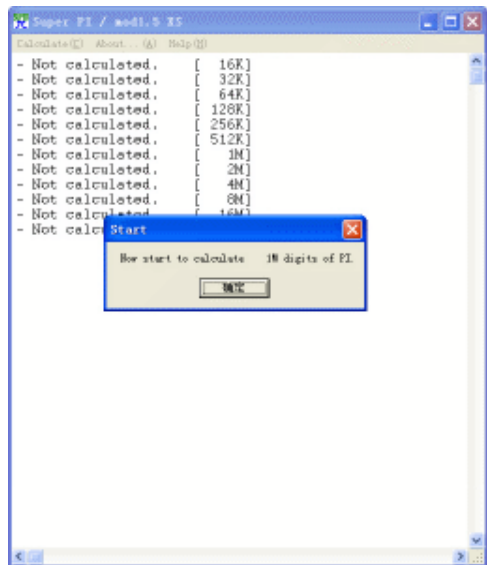 Super PI / mod1.5 XS
Calculate(C) About...(A) Help(H)
- Not calculated. [ 16K]
- Not calculated. [ 32K]
- Not calculated. [ 64K]
- Not calculated. [ 128K]
- Not calculated. [ 256K]
- Not calculated. [ 512K]
- Not calculated. [ 1M]
- Not calculated. [ 2M]
- Not calculated. [ 4M]
- Not calculated. [ 8M]
- Not calculated. [ 16M]
- Not calcu
Start
Now start to calculate 1M digits of PI.
确定